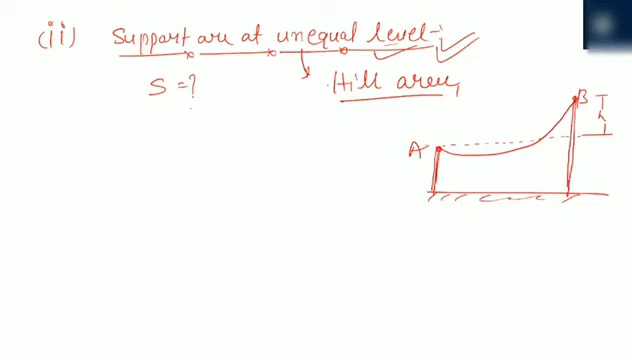 (ii) Support are at unequal level:-
S = ? Hill area,
A B h